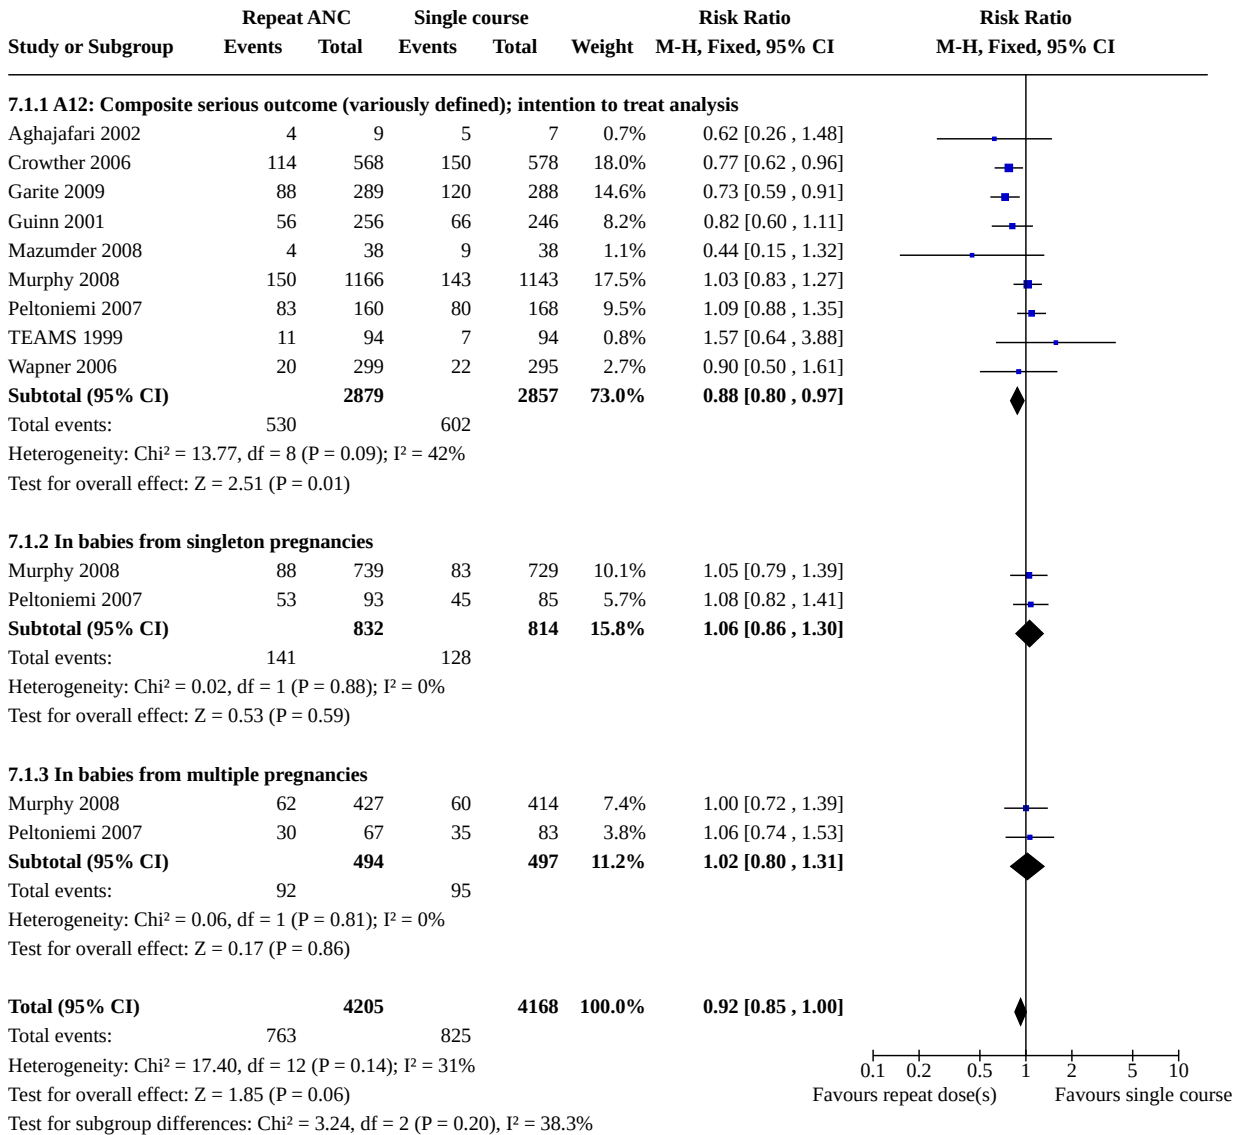 Repeat ANC Single course Risk Ratio Risk Ratio
Study or Subgroup Events Total Events Total Weight M-H, Fixed, 95% CI M-H, Fixed, 95% CI
7.1.1 A12: Composite serious outcome (variously defined); intention to treat analysis
Aghajafari 2002 4 9 5 7 0.7% 0.62 [0.26 , 1.48]
Crowther 2006 114 568 150 578 18.0% 0.77 [0.62 , 0.96]
Garite 2009 88 289 120 288 14.6% 0.73 [0.59 , 0.91]
Guinn 2001 56 256 66 246 8.2% 0.82 [0.60 , 1.11]
Mazumder 2008 4 38 9 38 1.1% 0.44 [0.15 , 1.32]
Murphy 2008 150 1166 143 1143 17.5% 1.03 [0.83 , 1.27]
Peltoniemi 2007 83 160 80 168 9.5% 1.09 [0.88 , 1.35]
TEAMS 1999 11 94 7 94 0.8% 1.57 [0.64 , 3.88]
Wapner 2006 20 299 22 295 2.7% 0.90 [0.50 , 1.61]
Subtotal (95% CI) 2879 2857 73.0% 0.88 [0.80 , 0.97]
Total events: 530 602
Heterogeneity: Chi² = 13.77, df = 8 (P = 0.09); I² = 42%
Test for overall effect: Z = 2.51 (P = 0.01)
7.1.2 In babies from singleton pregnancies
Murphy 2008 88 739 83 729 10.1% 1.05 [0.79 , 1.39]
Peltoniemi 2007 53 93 45 85 5.7% 1.08 [0.82 , 1.41]
Subtotal (95% CI) 832 814 15.8% 1.06 [0.86 , 1.30]
Total events: 141 128
Heterogeneity: Chi² = 0.02, df = 1 (P = 0.88); I² = 0%
Test for overall effect: Z = 0.53 (P = 0.59)
7.1.3 In babies from multiple pregnancies
Murphy 2008 62 427 60 414 7.4% 1.00 [0.72 , 1.39]
Peltoniemi 2007 30 67 35 83 3.8% 1.06 [0.74 , 1.53]
Subtotal (95% CI) 494 497 11.2% 1.02 [0.80 , 1.31]
Total events: 92 95
Heterogeneity: Chi² = 0.06, df = 1 (P = 0.81); I² = 0%
Test for overall effect: Z = 0.17 (P = 0.86)
Total (95% CI) 4205 4168 100.0% 0.92 [0.85 , 1.00]
Total events: 763 825
Heterogeneity: Chi² = 17.40, df = 12 (P = 0.14); I² = 31%
0.1 0.2 0.5 1 2 5 10
Test for overall effect: Z = 1.85 (P = 0.06)
Favours repeat dose(s) Favours single course
Test for subgroup differences: Chi² = 3.24, df = 2 (P = 0.20), I² = 38.3%